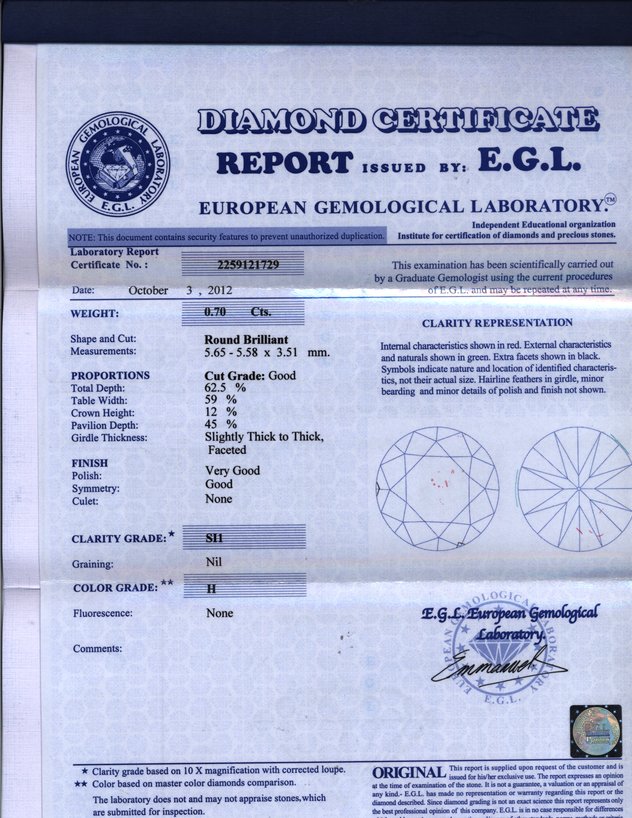 EUROPEAN GEMOLOGICAL LABORATORY
E.G.L.
DIAMOND CERTIFICATE
REPORT ISSUED BY: E.G.L.
EUROPEAN GEMOLOGICAL LABORATORY.™
Independent Educational organization
Institute for certification of diamonds and precious stones.
NOTE: This document contains security features to prevent unauthorized duplication.
Laboratory Report
Certificate No. : 2259121729
Date: October 3 , 2012
WEIGHT: 0.70 Cts.
Shape and Cut: Round Brilliant
Measurements: 5.65 - 5.58 x 3.51 mm.
PROPORTIONS Cut Grade: Good
Total Depth: 62.5 %
Table Width: 59 %
Crown Height: 12 %
Pavilion Depth: 45 %
Girdle Thickness: Slightly Thick to Thick,
Faceted
FINISH
Polish: Very Good
Symmetry: Good
Culet: None
CLARITY GRADE:★ SI1
Graining: Nil
COLOR GRADE:★★ H
Fluorescence: None
Comments:
This examination has been scientifically carried out
by a Graduate Gemologist using the current procedures
of E.G.L. and may be repeated at any time.
CLARITY REPRESENTATION
Internal characteristics shown in red. External characteristics
and naturals shown in green. Extra facets shown in black.
Symbols indicate nature and location of identified characteris-
tics, not their actual size. Hairline feathers in girdle, minor
bearding and minor details of polish and finish not shown.
E.G.L. European Gemological
Laboratory.
Emmanuel
EUROPEAN GEMOLOGICAL LABORATORY
E.G.L.
★ Clarity grade based on 10 X magnification with corrected loupe.
★★ Color based on master color diamonds comparison.
The laboratory does not and may not appraise stones,which
are submitted for inspection.
ORIGINAL This report is supplied upon request of the customer and is
issued for his/her exclusive use. The report expresses an opinion
at the time of examination of the stone. It is not a guarantee, a valuation or an appraisal of
any kind.- E.G.L. has made no representation or warranty regarding this report or the
diamond described. Since diamond grading is not an exact science this report represents only
the best professional opinion of this company. E.G.L. is in no case responsible for differences